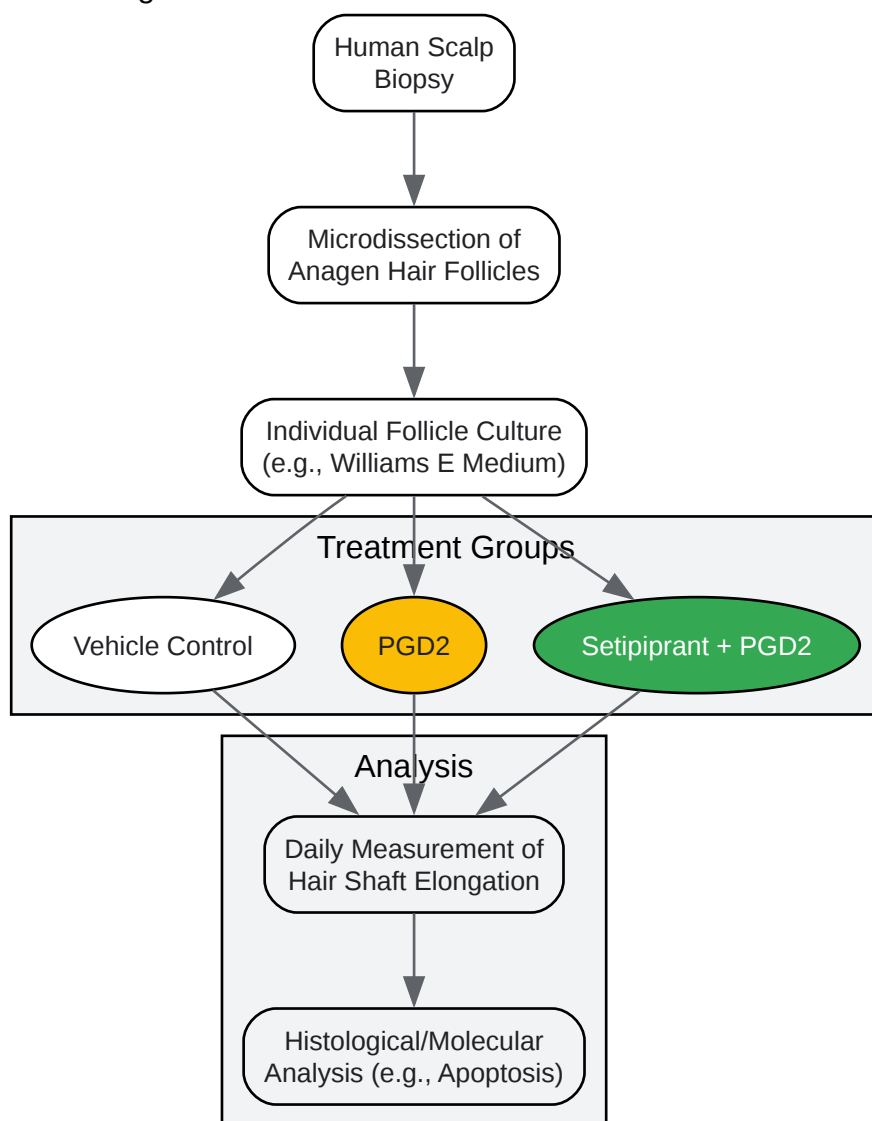 Human Scalp
Biopsy
Microdissection of
Anagen Hair Follicles
Individual Follicle Culture
(e.g., Williams E Medium)
Treatment Groups
Vehicle Control
PGD2
Setipiprant + PGD2
Analysis
Daily Measurement of
Hair Shaft Elongation
Histological/Molecular
Analysis (e.g., Apoptosis)